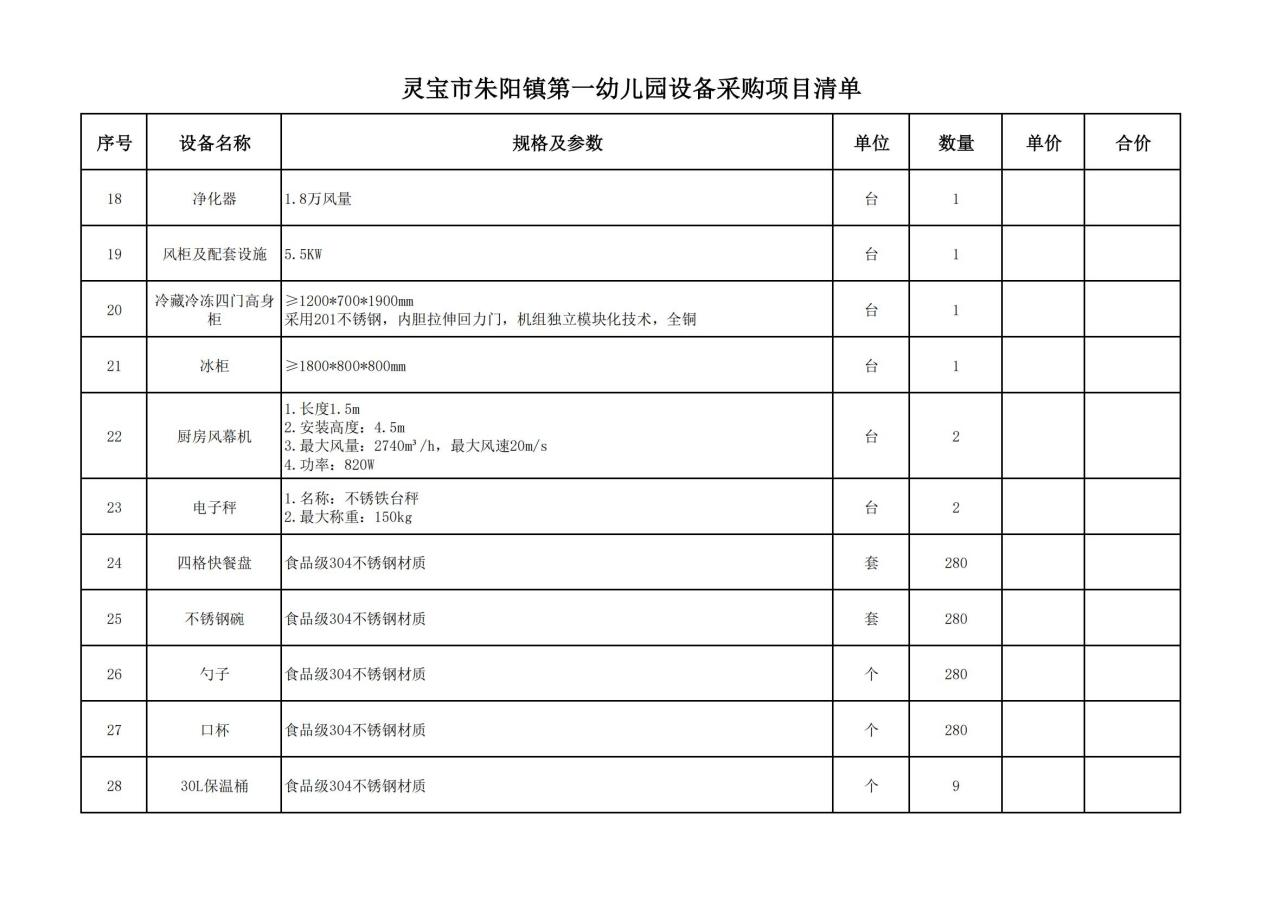 灵宝市朱阳镇第一幼儿园设备采购项目清单
序号 设备名称 规格及参数 单位 数量 单价 合价
18 净化器 1.8万风量 台 1
19 风柜及配套设施 5.5KW 台 1
20 冷藏冷冻四门高身柜 ≥1200*700*1900mm
采用201不锈钢，内胆拉伸回力门，机组独立模块化技术，全铜 台 1
21 冰柜 ≥1800*800*800mm 台 1
22 厨房风幕机 1.长度1.5m
2.安装高度：4.5m
3.最大风量：2740m³/h，最大风速20m/s
4.功率：820W 台 2
23 电子秤 1.名称：不锈铁台秤
2.最大称重：150kg 台 2
24 四格快餐盘 食品级304不锈钢材质 套 280
25 不锈钢碗 食品级304不锈钢材质 套 280
26 勺子 食品级304不锈钢材质 个 280
27 口杯 食品级304不锈钢材质 个 280
28 30L保温桶 食品级304不锈钢材质 个 9